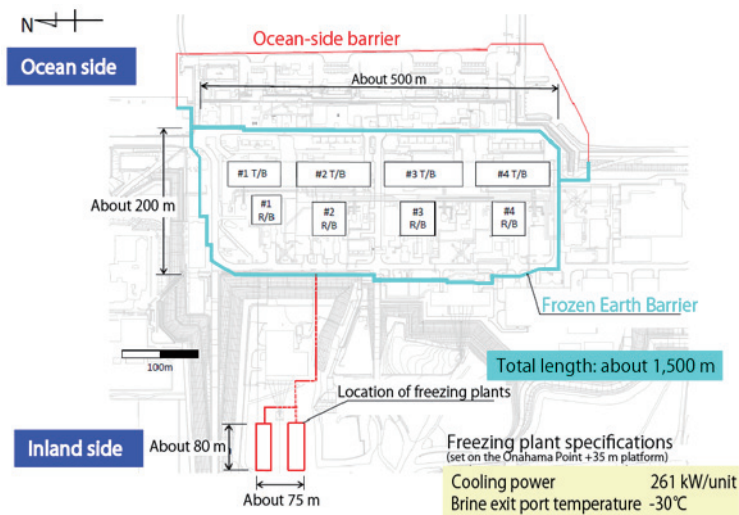 N
Ocean-side barrier
Ocean side
About 500 m
#1 T/B
#2 T/B
#3 T/B
#4 T/B
About 200 m
#1
R/B
#2
R/B
#3
R/B
#4
R/B
Frozen Earth Barrier
100m
Total length: about 1,500 m
Location of freezing plants
Inland side
About 80 m
About 75 m
Freezing plant specifications
(set on the Onahama Point +35 m platform)
Cooling power 261 kW/unit
Brine exit port temperature -30℃